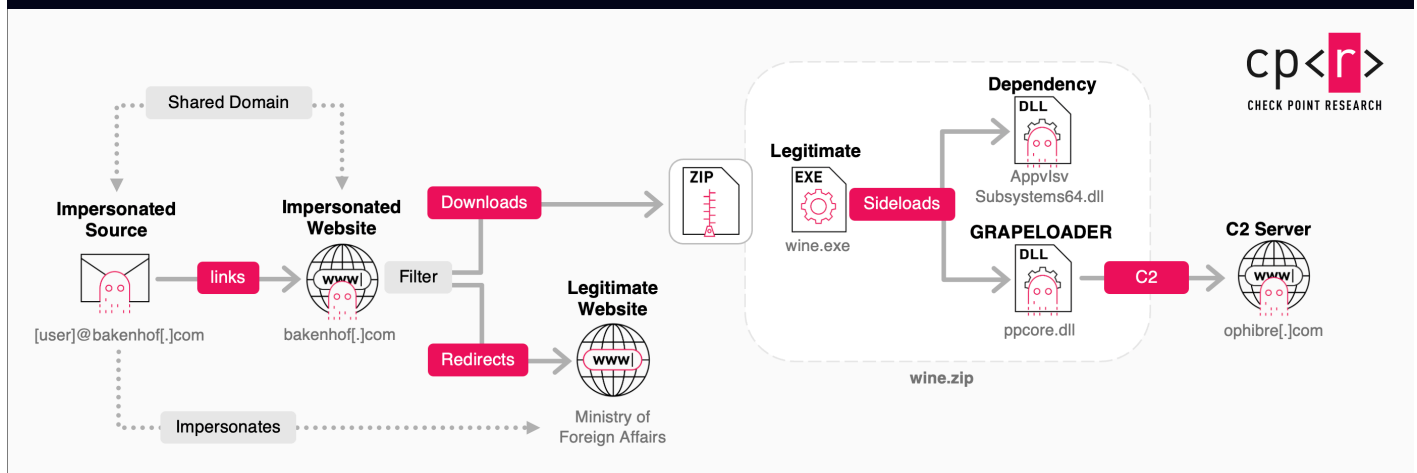 cp<r>
CHECK POINT RESEARCH
Shared Domain
Impersonated
Source
[user]@bakenhof[.]com
links
Impersonated
Website
www|
bakenhof[.]com
Filter
Downloads
Redirects
Legitimate
Website
www|
Ministry of
Foreign Affairs
Impersonates
ZIP
Legitimate
EXE
wine.exe
Sideloads
Dependency
DLL
AppvIsv
Subsystems64.dll
GRAPELOADER
DLL
ppcore.dll
wine.zip
C2
C2 Server
www|
ophibre[.]com